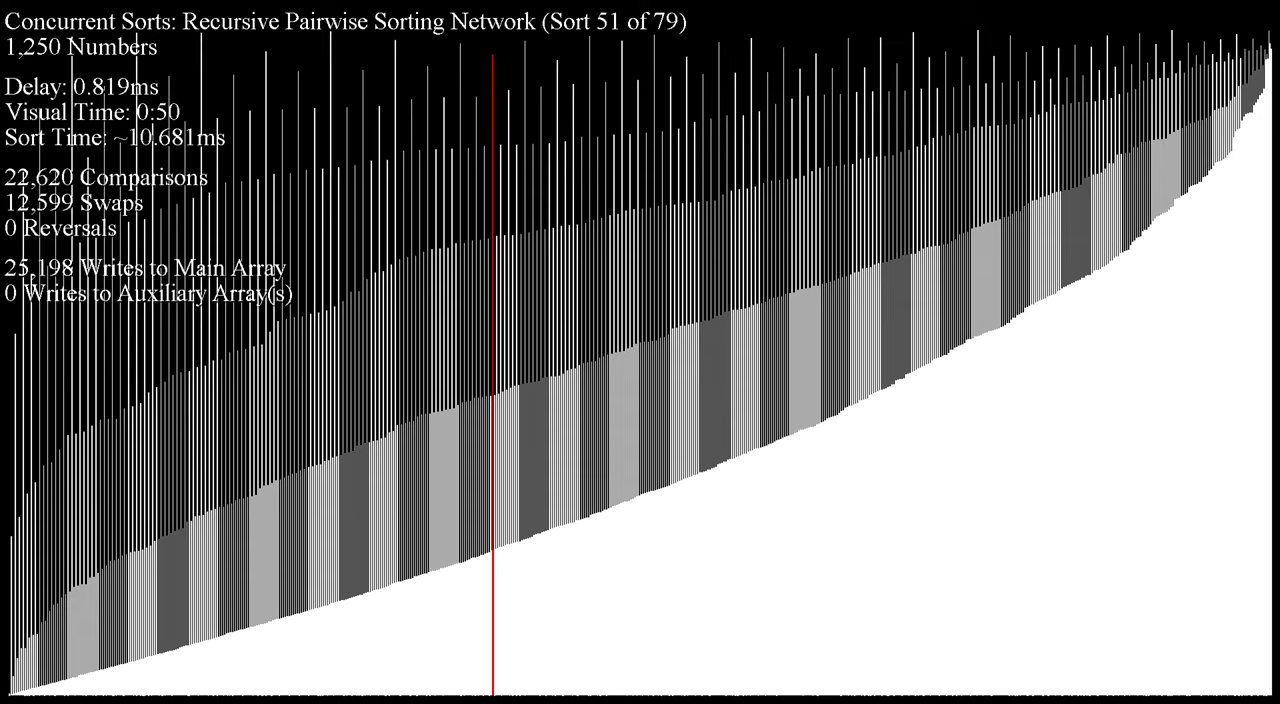 Concurrent Sorts: Recursive Pairwise Sorting Network (Sort 51 of 79)
1,250 Numbers
Delay: 0.819ms
Visual Time: 0:50
Sort Time: ~10.681ms
22,620 Comparisons
12,599 Swaps
0 Reversals
25,198 Writes to Main Array
0 Writes to Auxiliary Array(s)